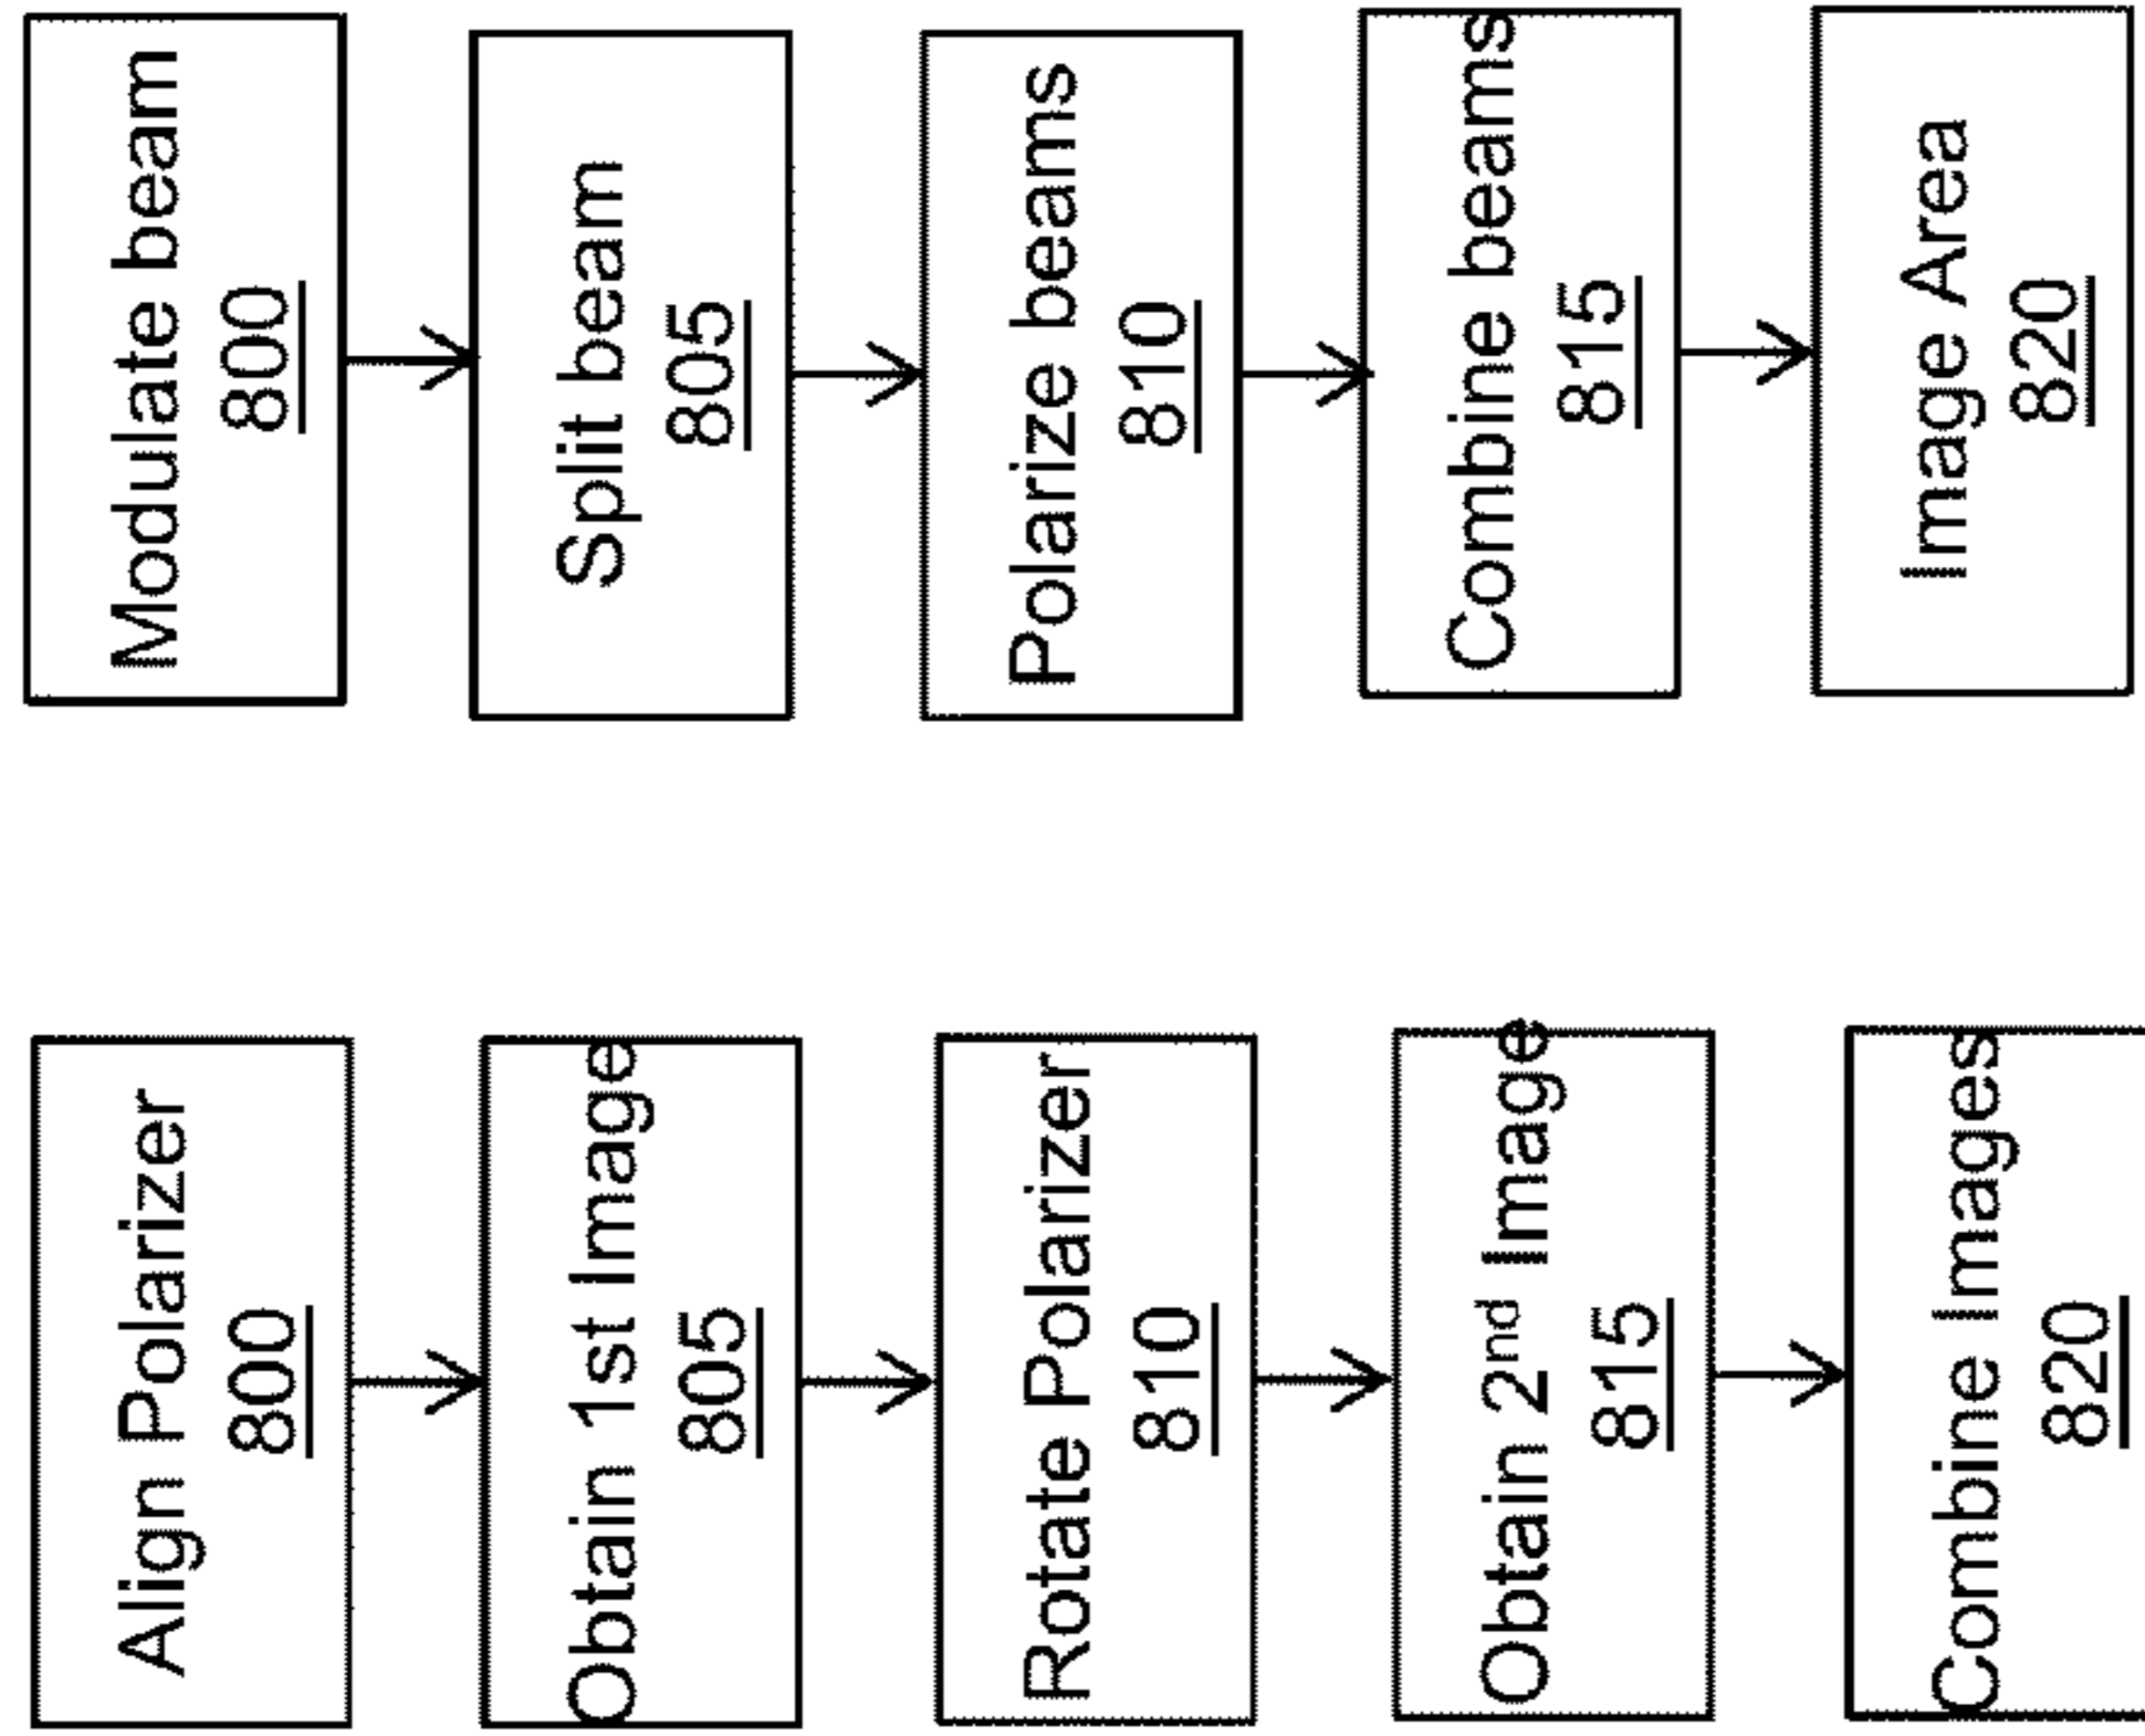 Align Polarizer
800
Obtain 1st Image
805
Rotate Polarizer
810
Obtain 2nd Image
815
Combine Images
820
Modulate beam
800
Split beam
805
Polarize beams
810
Combine beams
815
Image Area
820